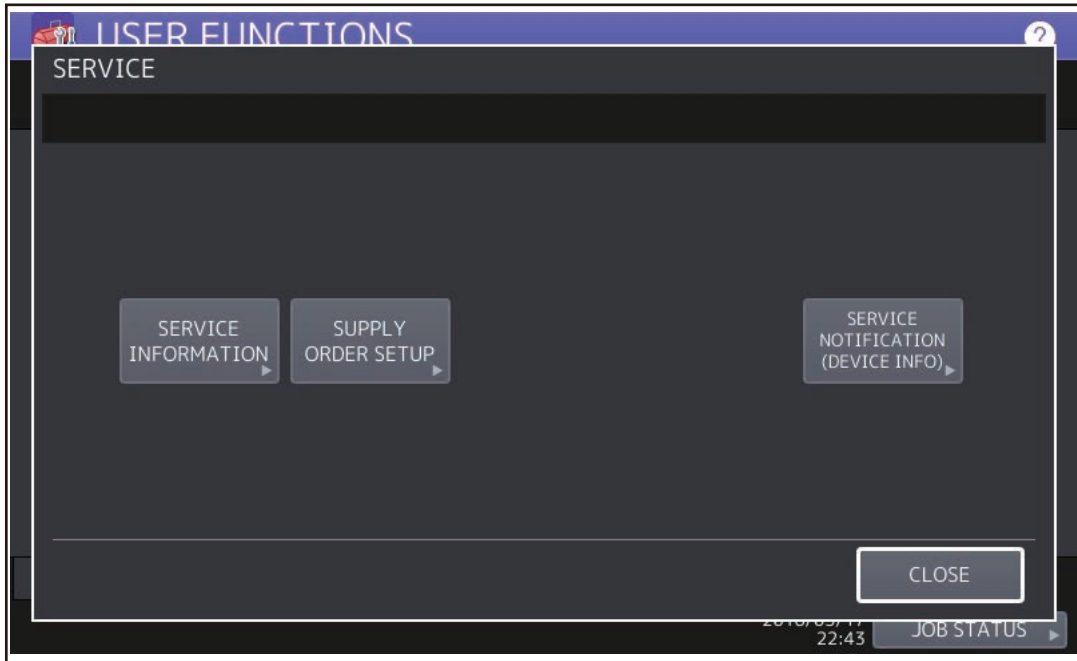 USER FUNCTIONS
?
SERVICE
SERVICE
INFORMATION
SUPPLY
ORDER SETUP
SERVICE
NOTIFICATION
(DEVICE INFO)
CLOSE
22:43
JOB STATUS